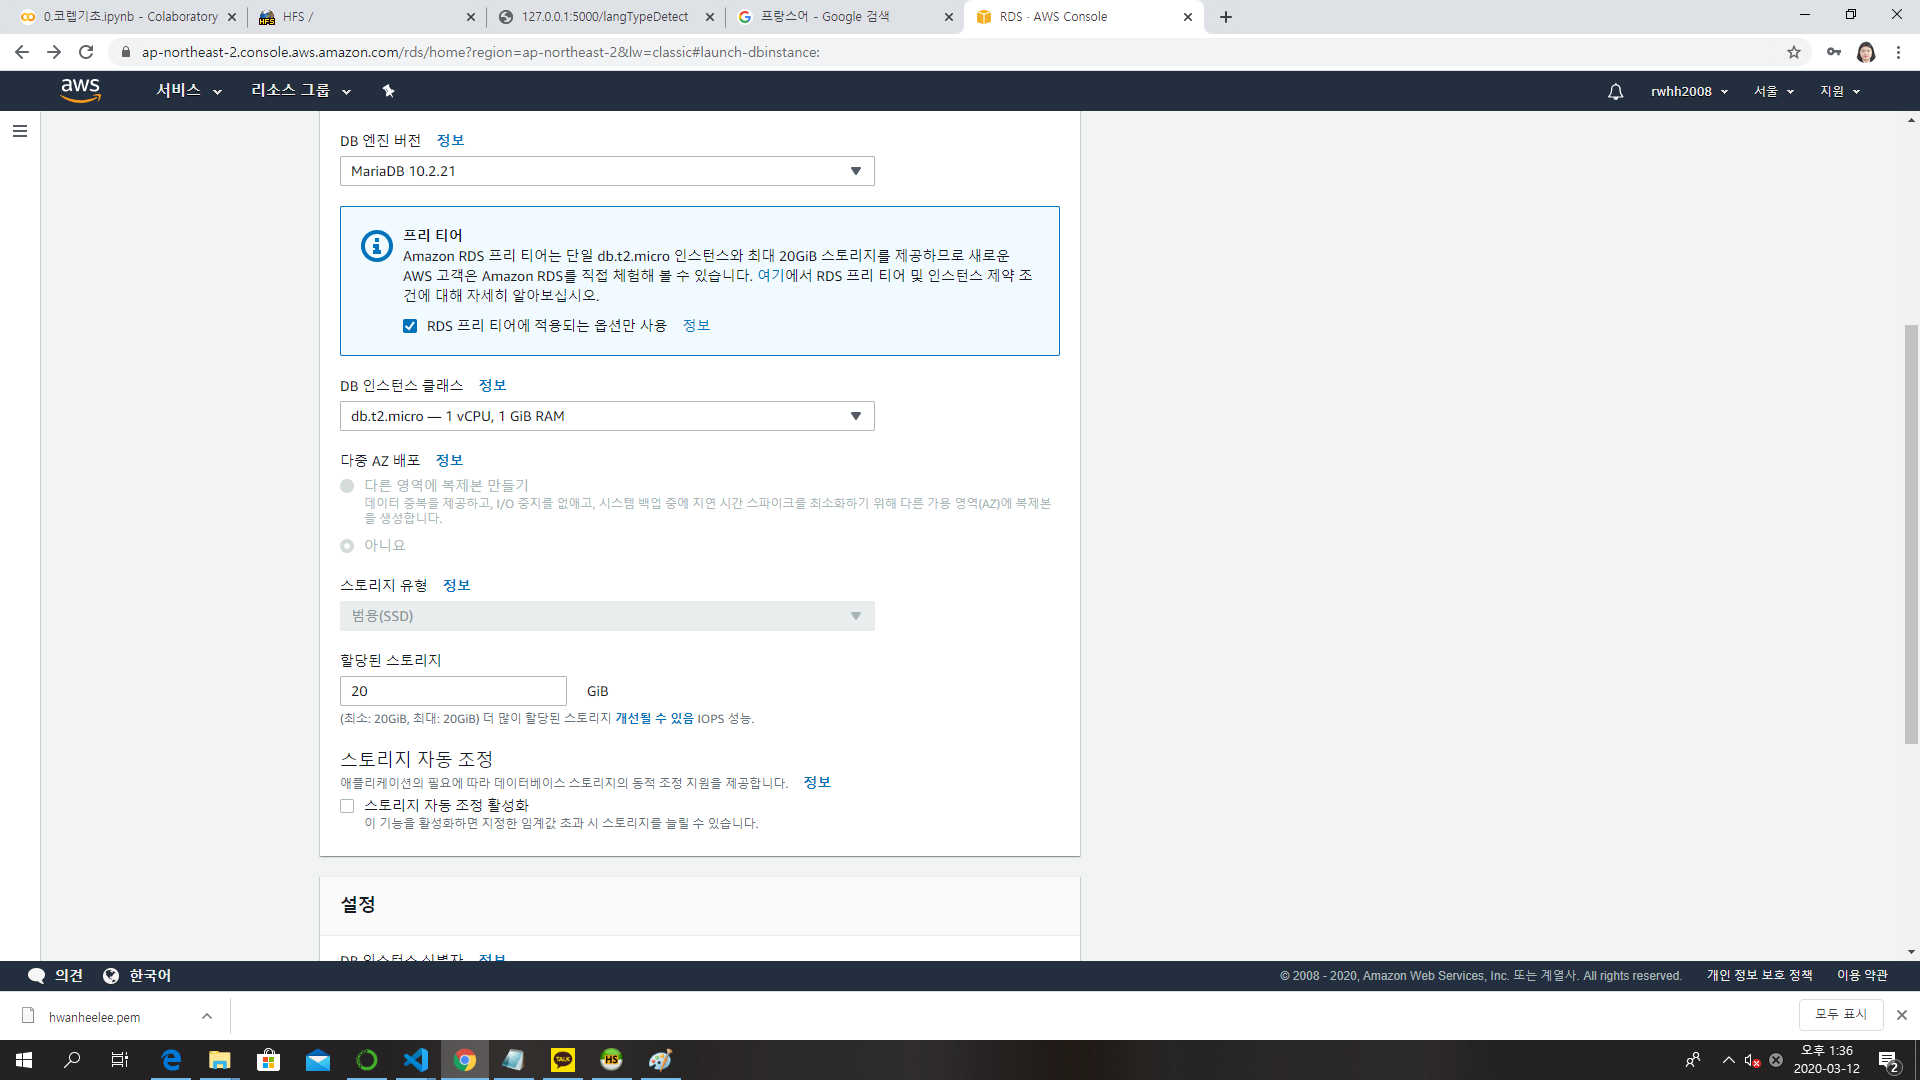 0.코렙기초.ipynb - Colaboratory
HFS /
127.0.0.1:5000/langTypeDetect
프랑스어 - Google 검색
RDS · AWS Console
ap-northeast-2.console.aws.amazon.com/rds/home?region=ap-northeast-2&lw=classic#launch-dbinstance:
aws
서비스
리소스 그룹
rwhh2008
서울
지원
DB 엔진 버전 정보
MariaDB 10.2.21
프리 티어
Amazon RDS 프리 티어는 단일 db.t2.micro 인스턴스와 최대 20GiB 스토리지를 제공하므로 새로운
AWS 고객은 Amazon RDS를 직접 체험해 볼 수 있습니다. 여기에서 RDS 프리 티어 및 인스턴스 제약 조
건에 대해 자세히 알아보십시오.
RDS 프리 티어에 적용되는 옵션만 사용 정보
DB 인스턴스 클래스 정보
db.t2.micro — 1 vCPU, 1 GiB RAM
다중 AZ 배포 정보
다른 영역에 복제본 만들기
데이터 중복을 제공하고, I/O 중지를 없애고, 시스템 백업 중에 지연 시간 스파이크를 최소화하기 위해 다른 가용 영역(AZ)에 복제본
을 생성합니다.
아니요
스토리지 유형 정보
범용(SSD)
할당된 스토리지
20 GiB
(최소: 20GiB, 최대: 20GiB) 더 많이 할당된 스토리지 개선될 수 있음 IOPS 성능.
스토리지 자동 조정
애플리케이션의 필요에 따라 데이터베이스 스토리지의 동적 조정 지원을 제공합니다. 정보
스토리지 자동 조정 활성화
이 기능을 활성화하면 지정한 임계값 초과 시 스토리지를 늘릴 수 있습니다.
설정
DB 인스턴스 식별자 정보
의견
한국어
© 2008 - 2020, Amazon Web Services, Inc. 또는 계열사. All rights reserved.
개인 정보 보호 정책
이용 약관
hwanheelee.pem
모두 표시
TALK
HS
오후 1:36
2020-03-12
2